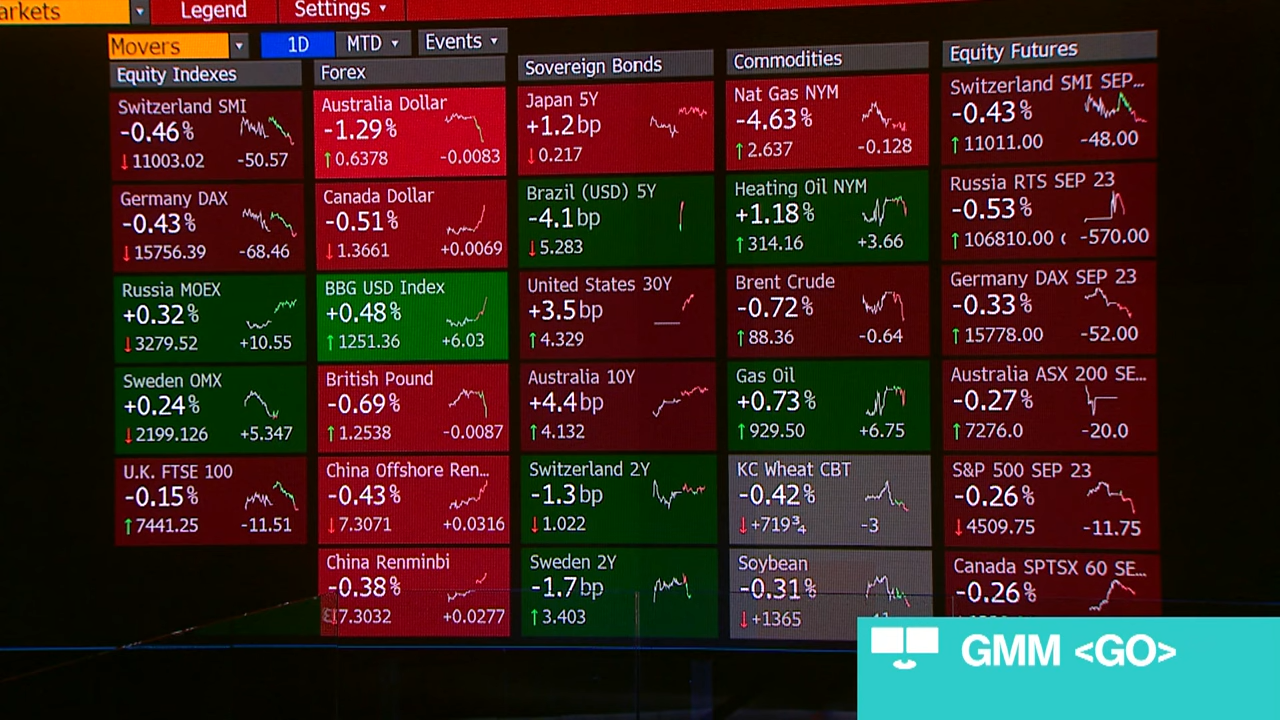 arkets
Legend
Settings
Movers
1D
MTD
Events
Equity Indexes
Switzerland SMI
-0.46%
↓11003.02 -50.57
Germany DAX
-0.43%
↓15756.39 -68.46
Russia MOEX
+0.32%
↓3279.52 +10.55
Sweden OMX
+0.24%
↓2199.126 +5.347
U.K. FTSE 100
-0.15%
↑7441.25 -11.51
Forex
Australia Dollar
-1.29%
↑0.6378 -0.0083
Canada Dollar
-0.51%
↓1.3661 +0.0069
BBG USD Index
+0.48%
↑1251.36 +6.03
British Pound
-0.69%
↑1.2538 -0.0087
China Offshore Ren...
-0.43%
↓7.3071 +0.0316
China Renminbi
-0.38%
↓7.3032 +0.0277
Sovereign Bonds
Japan 5Y
+1.2bp
↓0.217
Brazil (USD) 5Y
-4.1bp
↓5.283
United States 30Y
+3.5bp
↑4.329
Australia 10Y
+4.4bp
↑4.132
Switzerland 2Y
-1.3bp
↓1.022
Sweden 2Y
-1.7bp
↑3.403
Commodities
Nat Gas NYM
-4.63%
↑2.637 -0.128
Heating Oil NYM
+1.18%
↑314.16 +3.66
Brent Crude
-0.72%
↑88.36 -0.64
Gas Oil
+0.73%
↑929.50 +6.75
KC Wheat CBT
-0.42%
↓+719¾ -3
Soybean
-0.31%
↓+1365
Equity Futures
Switzerland SMI SEP...
-0.43%
↑11011.00 -48.00
Russia RTS SEP 23
-0.53%
↑106810.00 -570.00
Germany DAX SEP 23
-0.33%
↑15778.00 -52.00
Australia ASX 200 SE...
-0.27%
↑7276.0 -20.0
S&P 500 SEP 23
-0.26%
↓4509.75 -11.75
Canada SPTSX 60 SE...
-0.26%
GMM <GO>